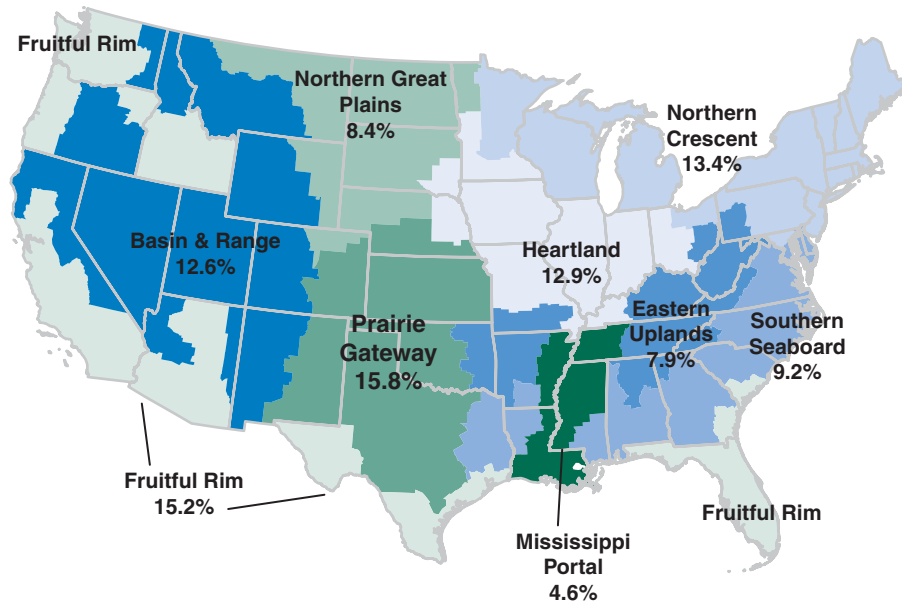 Fruitful Rim
Northern Great
Plains
8.4%
Northern
Crescent
13.4%
Basin & Range
12.6%
Heartland
12.9%
Prairie
Gateway
15.8%
Eastern
Uplands
7.9%
Southern
Seaboard
9.2%
Fruitful Rim
15.2%
Fruitful Rim
Mississippi
Portal
4.6%